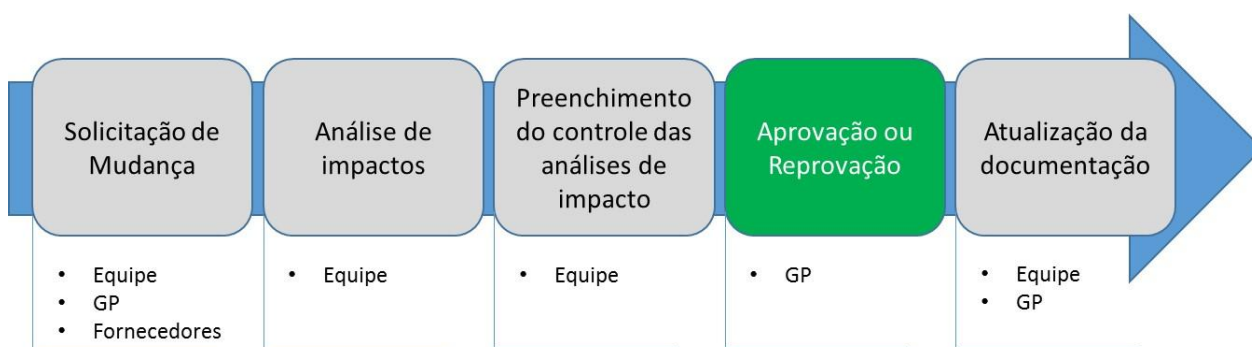 Solicitação de
Mudança
Análise de
impactos
Preenchimento
do controle das
análises de
impacto
Aprovação ou
Reprovação
Atualização da
documentação
• Equipe
• GP
• Fornecedores
• Equipe
• Equipe
• GP
• Equipe
• GP